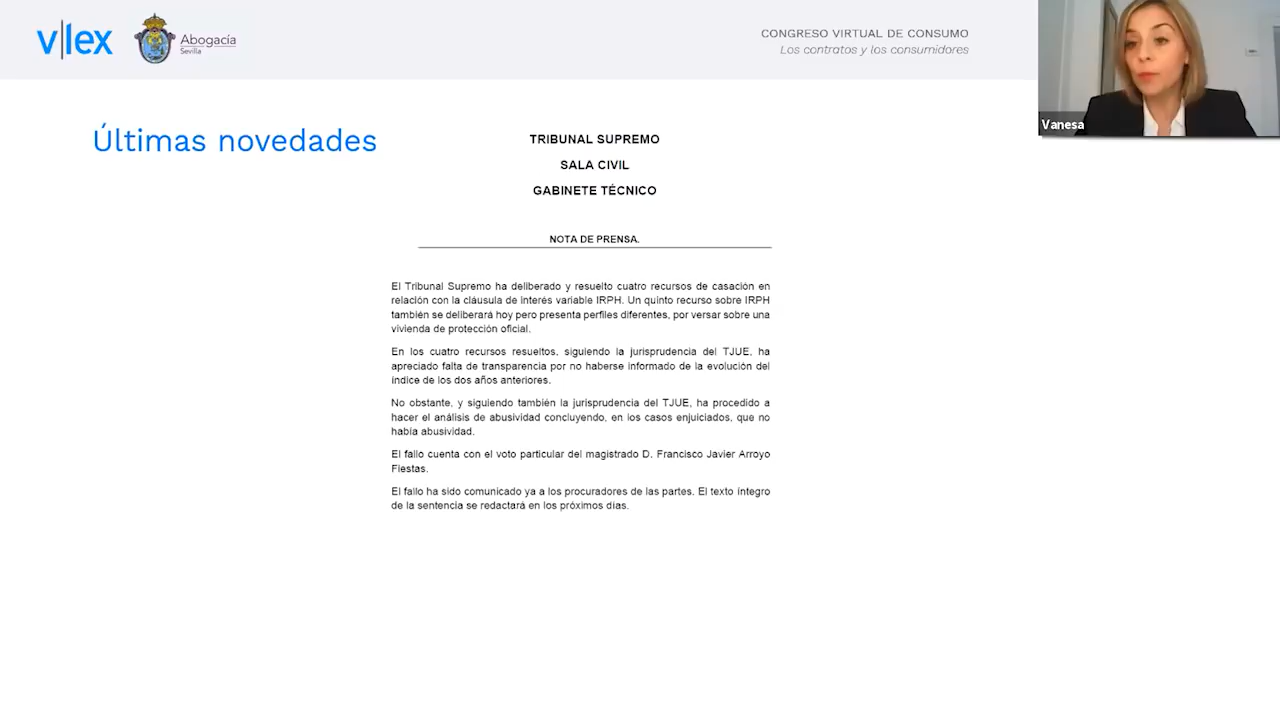 vlex
Abogacía
Sevilla
CONGRESO VIRTUAL DE CONSUMO
Los contratos y los consumidores
Vanesa
Últimas novedades
TRIBUNAL SUPREMO
SALA CIVIL
GABINETE TÉCNICO
NOTA DE PRENSA.
El Tribunal Supremo ha deliberado y resuelto cuatro recursos de casación en
relación con la cláusula de interés variable IRPH. Un quinto recurso sobre IRPH
también se deliberará hoy pero presenta perfiles diferentes, por versar sobre una
vivienda de protección oficial.
En los cuatro recursos resueltos, siguiendo la jurisprudencia del TJUE, ha
apreciado falta de transparencia por no haberse informado de la evolución del
índice de los dos años anteriores.
No obstante, y siguiendo también la jurisprudencia del TJUE, ha procedido a
hacer el análisis de abusividad concluyendo, en los casos enjuiciados, que no
había abusividad.
El fallo cuenta con el voto particular del magistrado D. Francisco Javier Arroyo
Fiestas.
El fallo ha sido comunicado ya a los procuradores de las partes. El texto íntegro
de la sentencia se redactará en los próximos días.